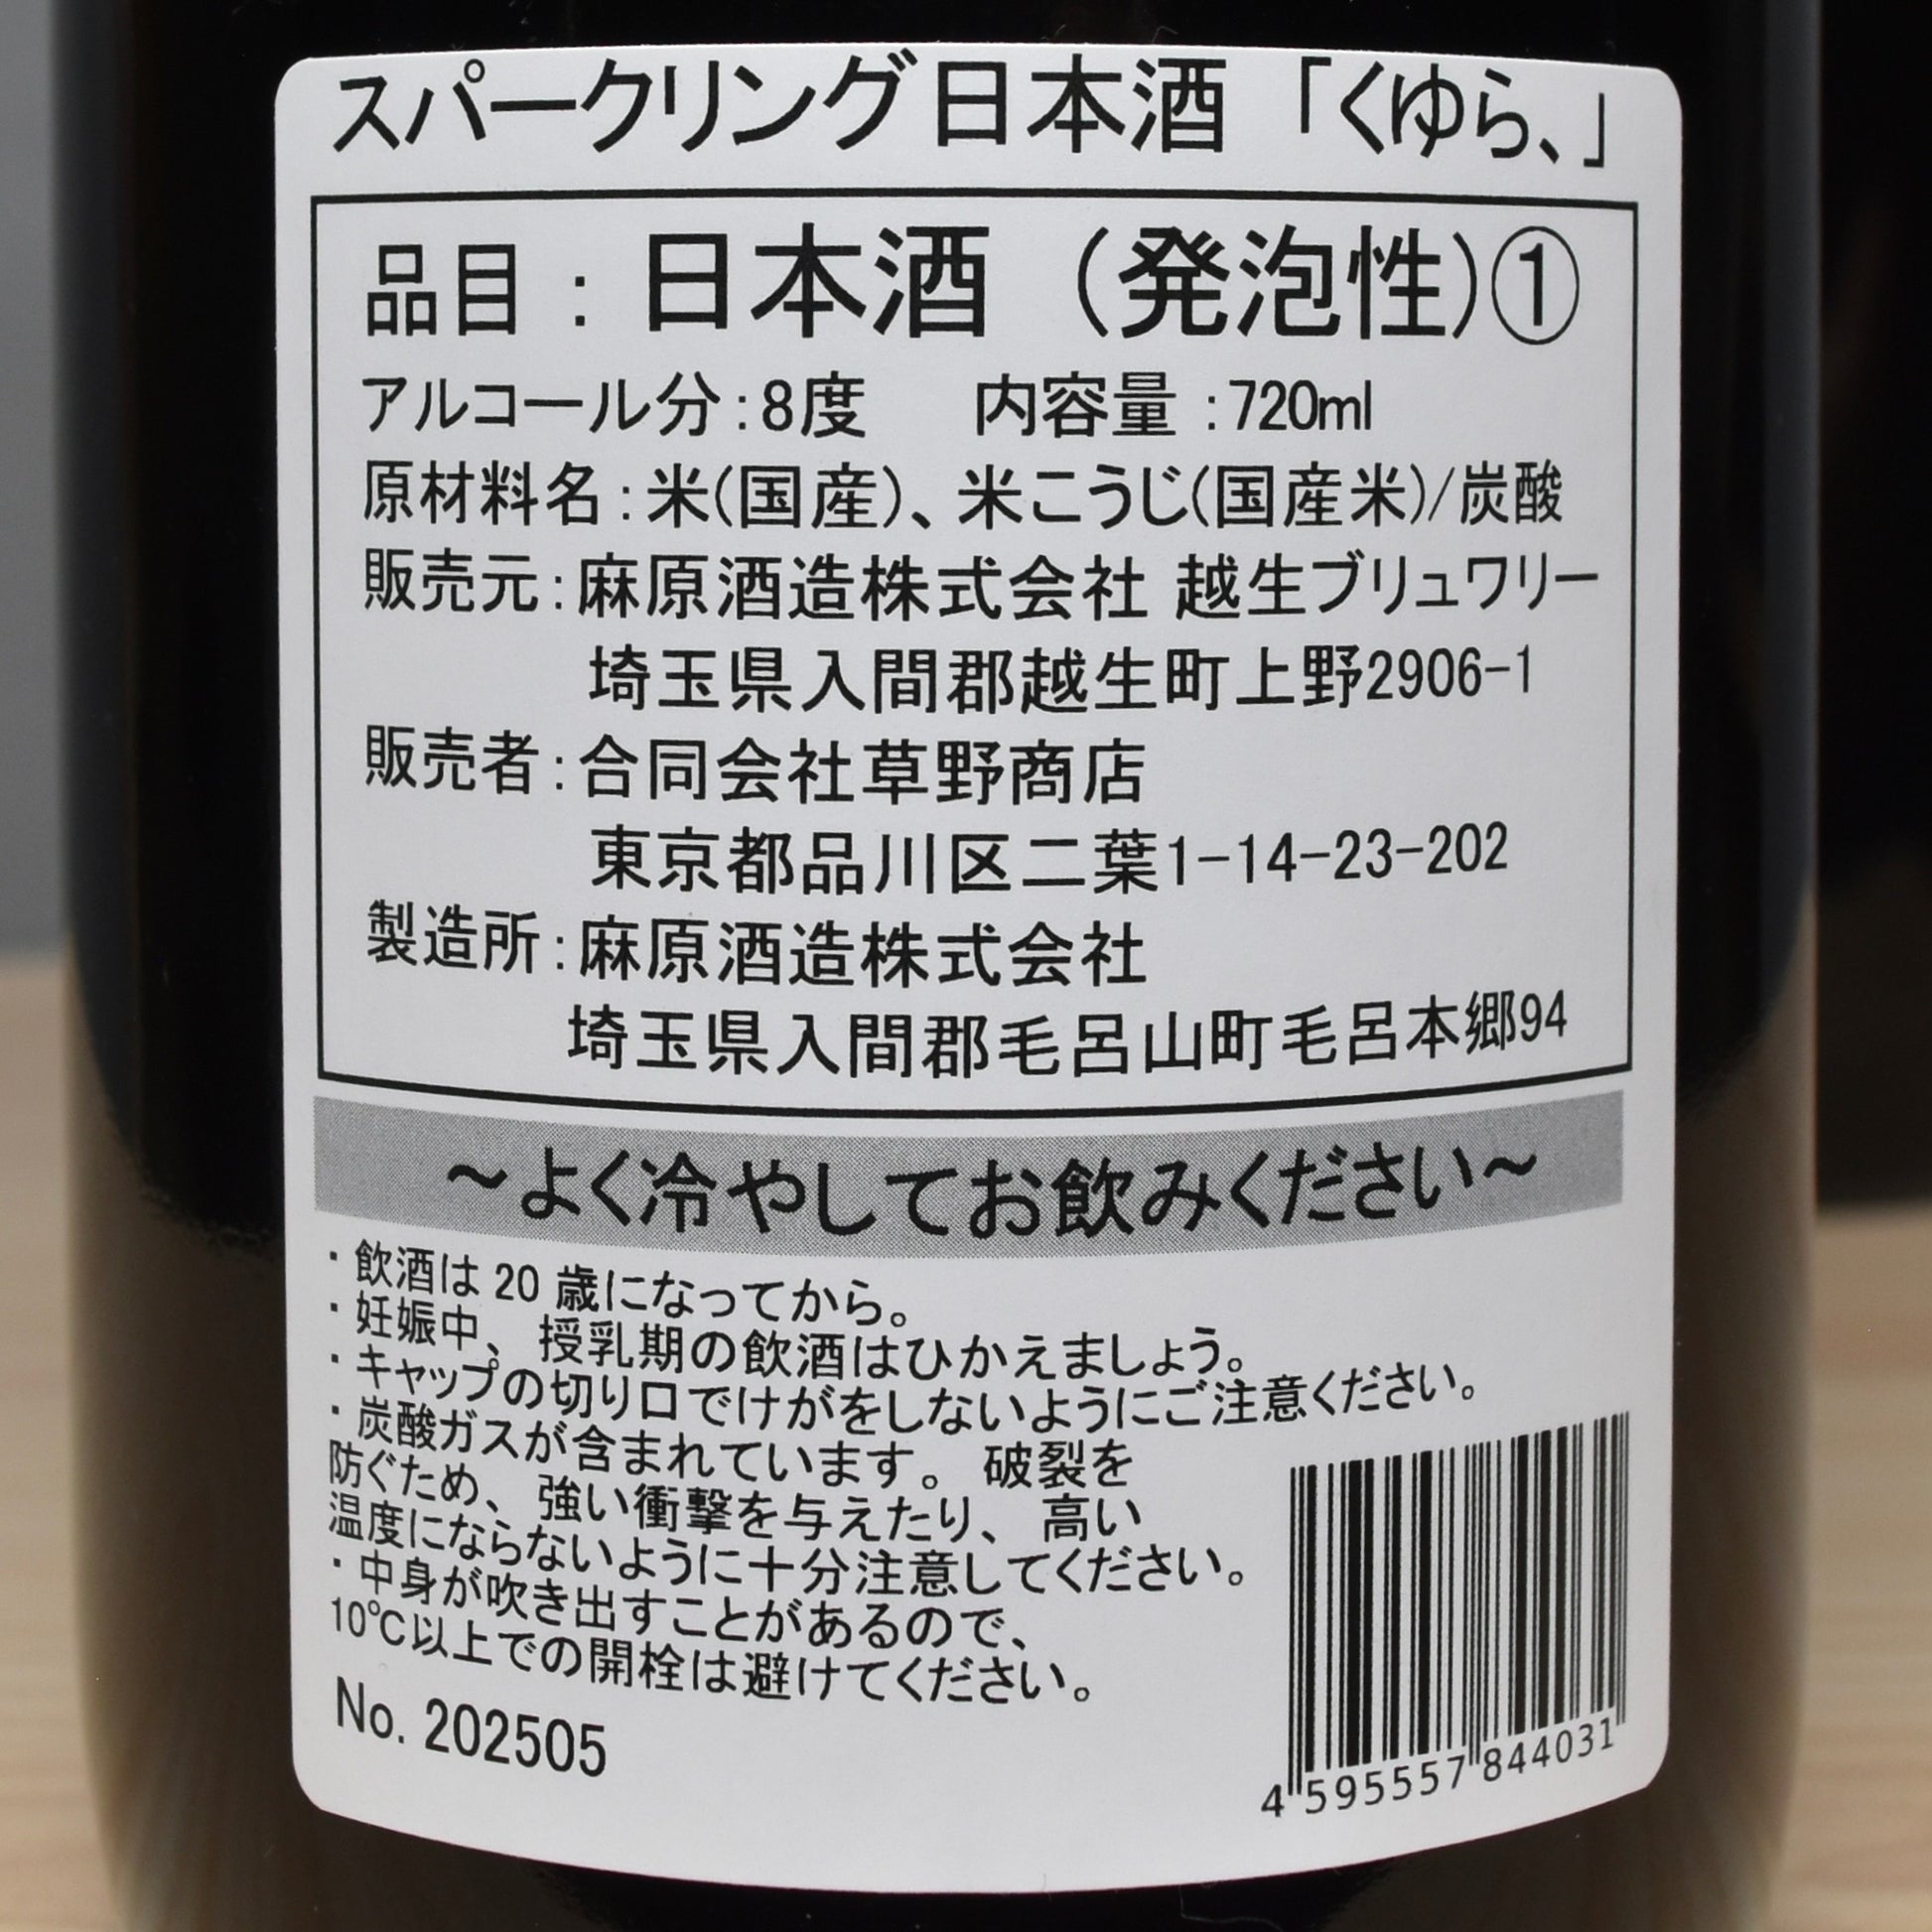 スパークリング日本酒「くゆら、」
品目：日本酒（発泡性）①
アルコール分：8度　内容量：720ml
原材料名：米(国産)、米こうじ(国産米)/炭酸
販売元：麻原酒造株式会社 越生ブリュワリー
埼玉県入間郡越生町上野2906-1
販売者：合同会社草野商店
東京都品川区二葉1-14-23-202
製造所：麻原酒造株式会社
埼玉県入間郡毛呂山町毛呂本郷94
～よく冷やしてお飲みください～
・飲酒は 20 歳になってから。
・妊娠中、授乳期の飲酒はひかえましょう。
・キャップの切り口でけがをしないようにご注意ください。
・炭酸ガスが含まれています。破裂を
防ぐため、強い衝撃を与えたり、高い
温度にならないように十分注意してください。
・中身が吹き出すことがあるので、
10℃以上での開栓は避けてください。
No. 202505
4 595557 844031